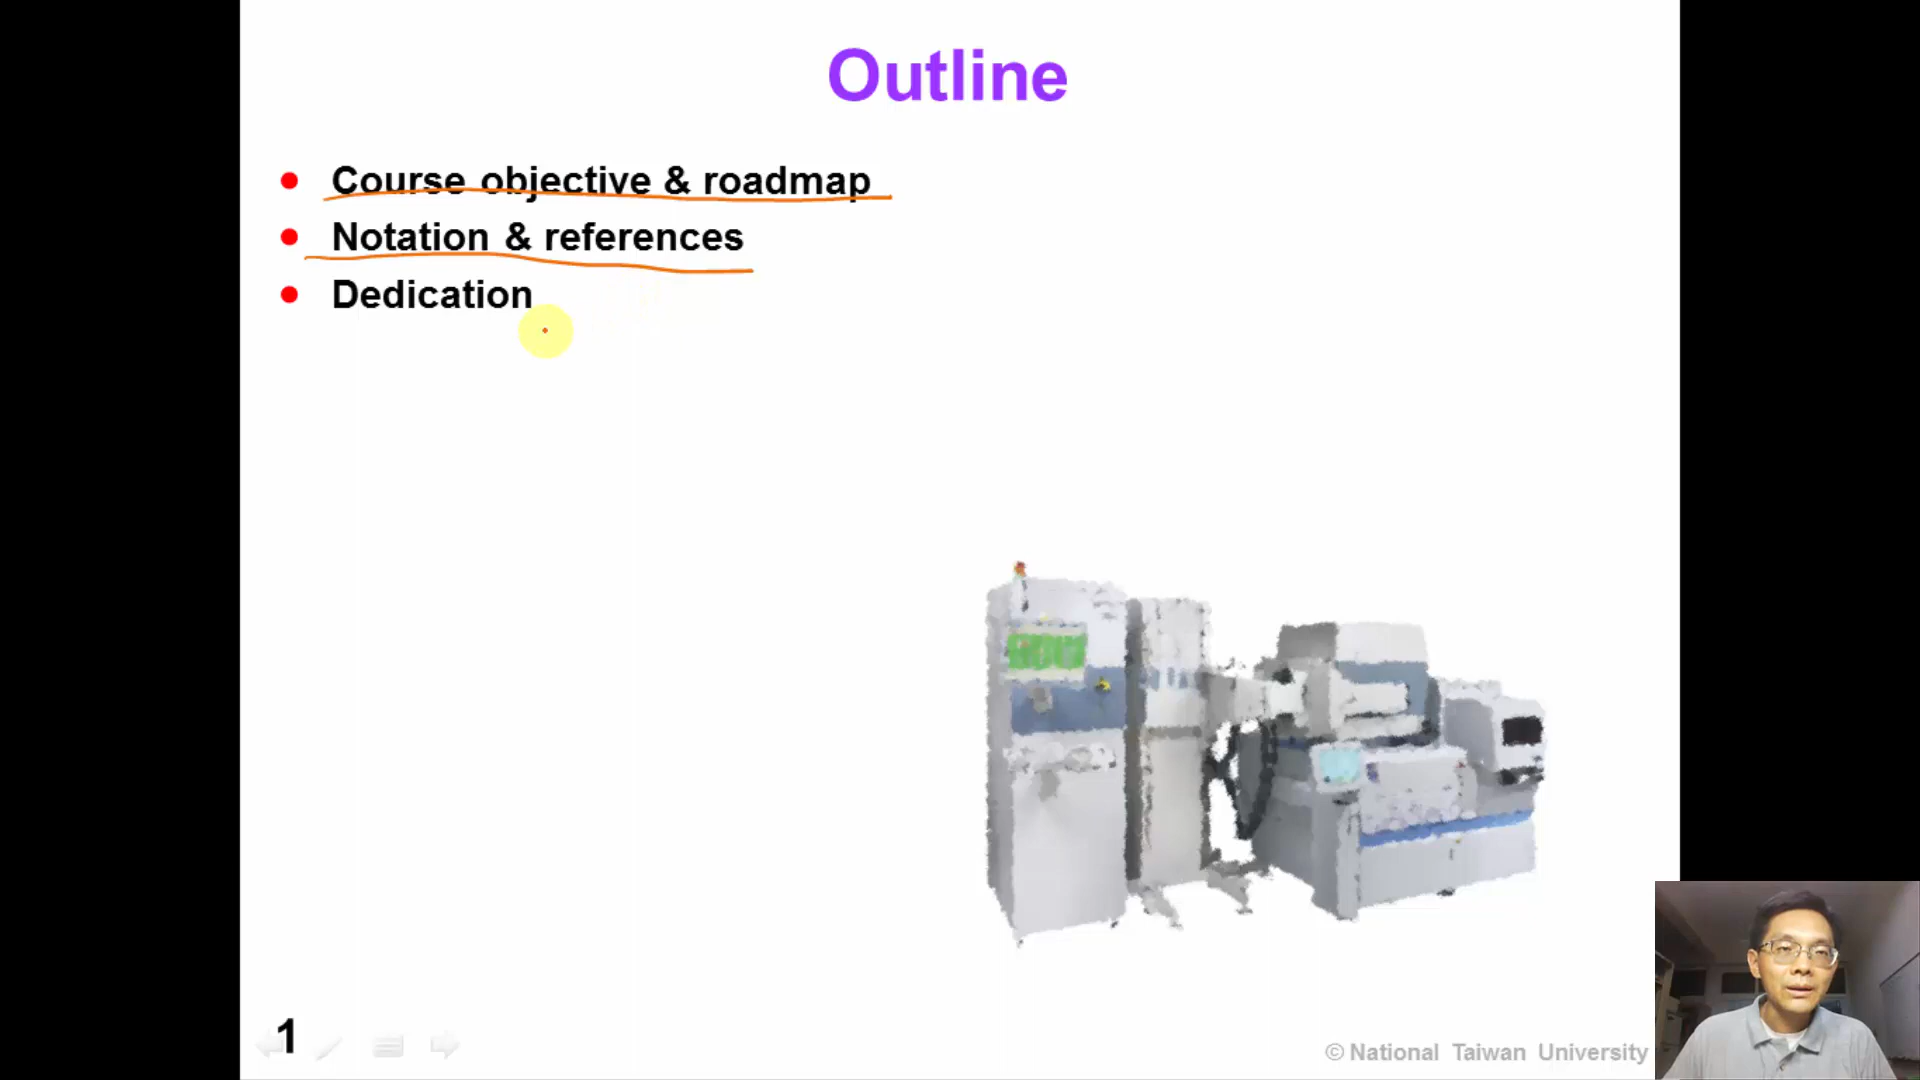 Outline
Course objective & roadmap
Notation & references
Dedication
1
© National Taiwan University